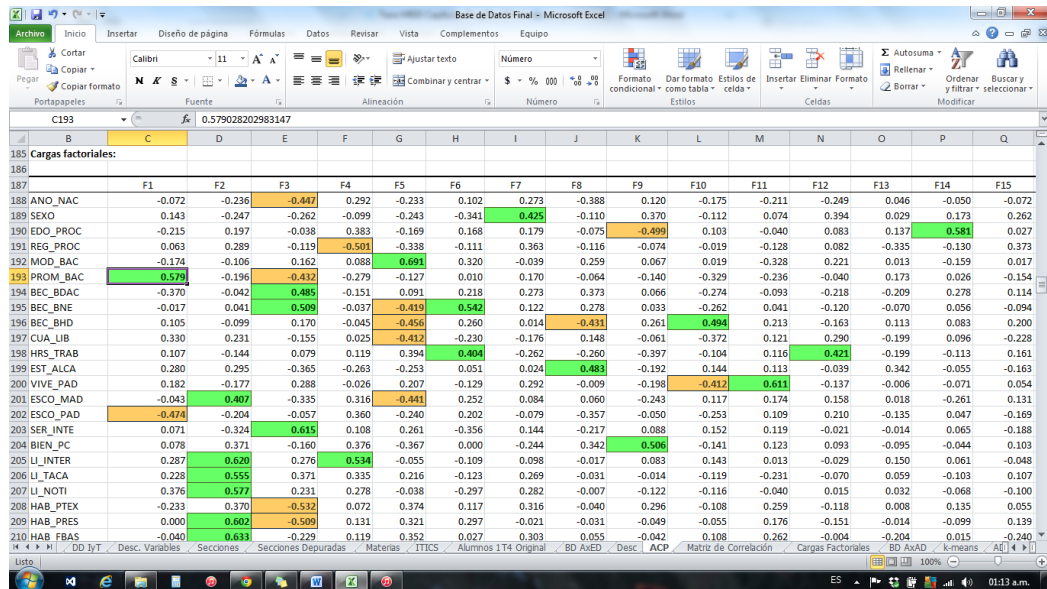 Base de Datos Final - Microsoft Excel
Archivo Inicio Insertar Diseño de página Fórmulas Datos Revisar Vista Complementos Equipo
Cortar
Copiar
Copiar formato
Pegar
Calibri 11 A A
N K S A
Ajustar texto
Combinar y centrar
Número
$ % 000
Formato condicional
Dar formato como tabla
Estilos de celda
Insertar Eliminar Formato
Σ Autosuma
Rellenar
Borrar
Ordenar y filtrar
Buscar y seleccionar
Portapapeles Fuente Alineación Número Estilos Celdas Modificar
C193 fx 0.579028202983147
B C D E F G H I J K L M N O P Q
185 Cargas factoriales:
186
187 F1 F2 F3 F4 F5 F6 F7 F8 F9 F10 F11 F12 F13 F14 F15
188 ANO_NAC -0.072 -0.236 -0.447 0.292 -0.233 0.102 0.273 -0.388 0.120 -0.175 -0.211 -0.249 0.046 -0.050 -0.072
189 SEXO 0.143 -0.247 -0.262 -0.099 -0.243 -0.341 0.425 -0.110 0.370 -0.112 0.074 0.394 0.029 0.173 0.262
190 EDO_PROC -0.215 0.197 -0.038 0.383 -0.169 0.168 0.179 -0.075 -0.499 0.103 -0.040 0.083 0.137 0.581 0.027
191 REG_PROC 0.063 0.289 -0.119 -0.501 -0.338 -0.111 0.363 -0.116 -0.074 -0.019 -0.128 0.082 -0.335 -0.130 0.373
192 MOD_BAC -0.174 -0.106 0.162 0.088 0.691 0.320 -0.039 0.259 0.067 0.019 -0.328 0.221 0.013 -0.159 0.017
193 PROM_BAC 0.579 -0.196 -0.432 -0.279 -0.127 0.010 0.170 -0.064 -0.140 -0.329 -0.236 -0.040 0.173 0.026 -0.154
194 BEC_BDAC -0.370 -0.042 0.485 -0.151 0.091 0.218 0.273 0.373 0.066 -0.274 -0.093 -0.218 -0.209 0.278 0.114
195 BEC_BNE -0.017 0.041 0.509 -0.037 -0.419 0.542 0.122 0.278 0.033 -0.262 0.041 -0.120 -0.070 0.056 -0.094
196 BEC_BHD 0.105 -0.099 0.170 -0.045 -0.456 0.260 0.014 -0.431 0.261 0.494 0.213 -0.163 0.113 0.083 0.200
197 CUA_LIB 0.330 0.231 -0.155 0.025 -0.412 -0.230 -0.176 0.148 -0.061 -0.372 0.121 0.290 -0.199 0.096 -0.228
198 HRS_TRAB 0.107 -0.144 0.079 0.119 0.394 0.404 -0.262 -0.260 -0.397 -0.104 0.116 0.421 -0.199 -0.113 0.161
199 EST_ALCA 0.280 0.295 -0.365 -0.263 -0.253 0.051 0.024 0.483 -0.192 0.144 0.113 -0.039 0.342 -0.055 -0.163
200 VIVE_PAD 0.182 -0.177 0.288 -0.026 0.207 -0.129 0.292 -0.009 -0.198 -0.412 0.611 -0.137 -0.006 -0.071 0.054
201 ESCO_MAD -0.043 0.407 -0.335 0.316 -0.441 0.252 0.084 0.060 -0.243 0.117 0.174 0.158 0.018 -0.261 0.131
202 ESCO_PAD -0.474 -0.204 -0.057 0.360 -0.240 0.202 -0.079 -0.357 -0.050 -0.253 0.109 0.210 -0.135 0.047 -0.169
203 SER_INTE 0.071 -0.324 0.615 0.108 0.261 -0.356 0.144 -0.217 0.088 0.152 0.119 -0.021 -0.014 0.065 -0.188
204 BIEN_PC 0.078 0.371 -0.160 0.376 -0.367 0.000 -0.244 0.342 0.506 -0.141 0.123 0.093 -0.095 -0.044 0.103
205 LI_INTER 0.287 0.620 0.276 0.534 -0.055 -0.109 0.098 -0.017 0.083 0.143 0.013 -0.029 0.150 0.061 -0.048
206 LI_TACA 0.228 0.555 0.371 0.335 0.216 -0.123 0.269 -0.031 -0.014 -0.119 -0.231 -0.070 0.059 -0.103 0.107
207 LI_NOTI 0.376 0.577 0.231 0.278 -0.038 -0.297 0.282 -0.007 -0.122 -0.116 -0.040 0.015 0.032 -0.068 -0.100
208 HAB_PTEX -0.233 0.370 -0.532 0.072 0.374 0.117 0.316 -0.040 0.296 -0.108 0.259 -0.118 0.008 0.135 0.055
209 HAB_PRES 0.000 0.602 -0.509 0.131 0.321 0.297 -0.021 -0.031 -0.049 -0.055 0.176 -0.151 -0.014 -0.099 0.139
210 HAB_FBAS -0.040 0.633 -0.229 0.119 0.352 0.027 0.303 0.055 -0.042 0.108 0.262 -0.004 -0.204 0.015 -0.240
DD IyT Desc. Variables Secciones Secciones Depuradas Materias ITICS Alumnos 1T4 Original BD AxED Desc ACP Matriz de Correlación Cargas Factoriales BD AxAD k-means
Listo 100%
ES 01:13 a.m.